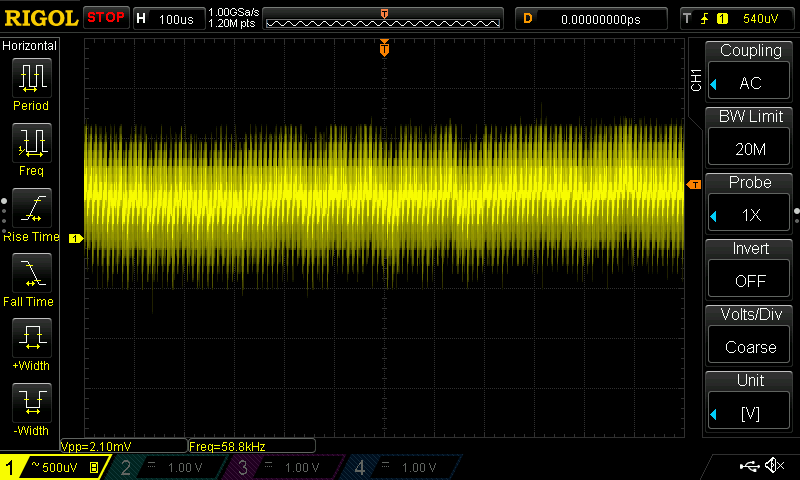 RIGOL STOP H 100us 1.00GSa/s D 0.00000000ps T 1 540uV
1.20M pts
T
Horizontal
Period
Freq
Rise Time
Fall Time
+Width
-Width
T
T
1
CH1
Coupling
AC
BW Limit
20M
Probe
1X
Invert
OFF
Volts/Div
Coarse
Unit
[V]
Vpp=2.10mV Freq=58.8kHz
1 ~ 500uV B 2 1.00 V 3 1.00 V 4 1.00 V